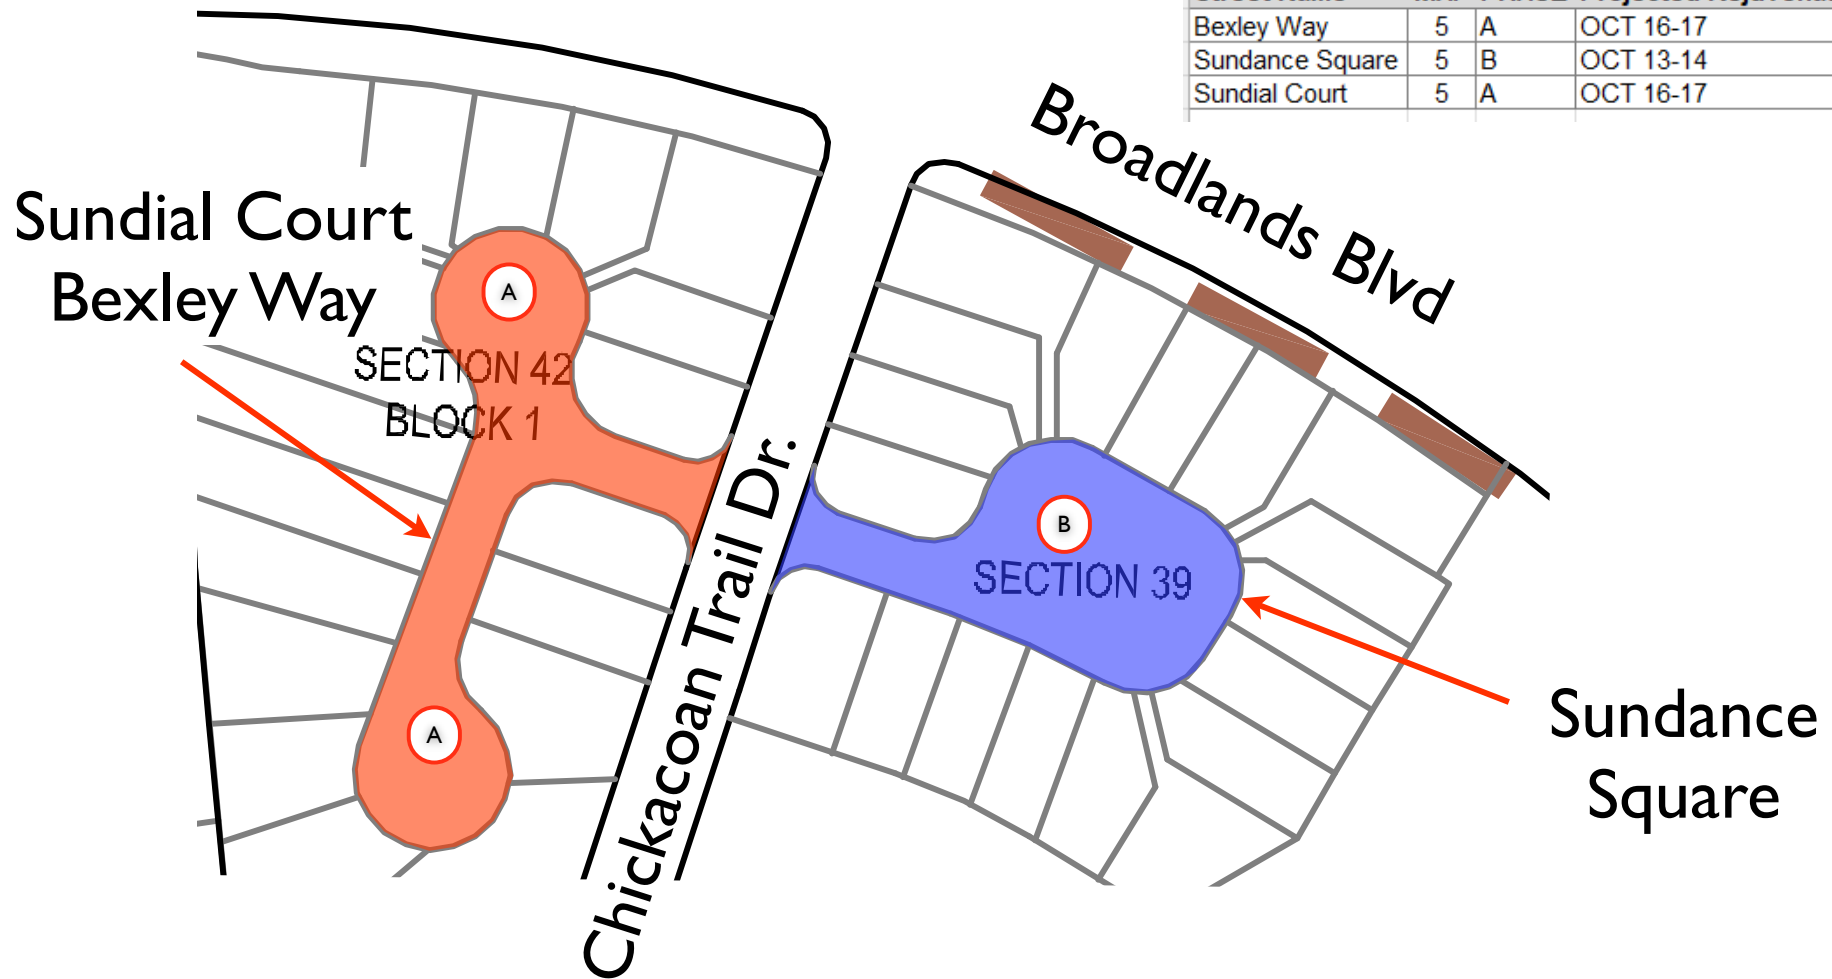 Bexley Way 5 A OCT 16-17
Sundance Square 5 B OCT 13-14
Sundial Court 5 A OCT 16-17
Broadlands Blvd
Sundial Court
Bexley Way
A
SECTION 42
BLOCK 1
Chickacoan Trail Dr.
B
SECTION 39
A
Sundance
Square